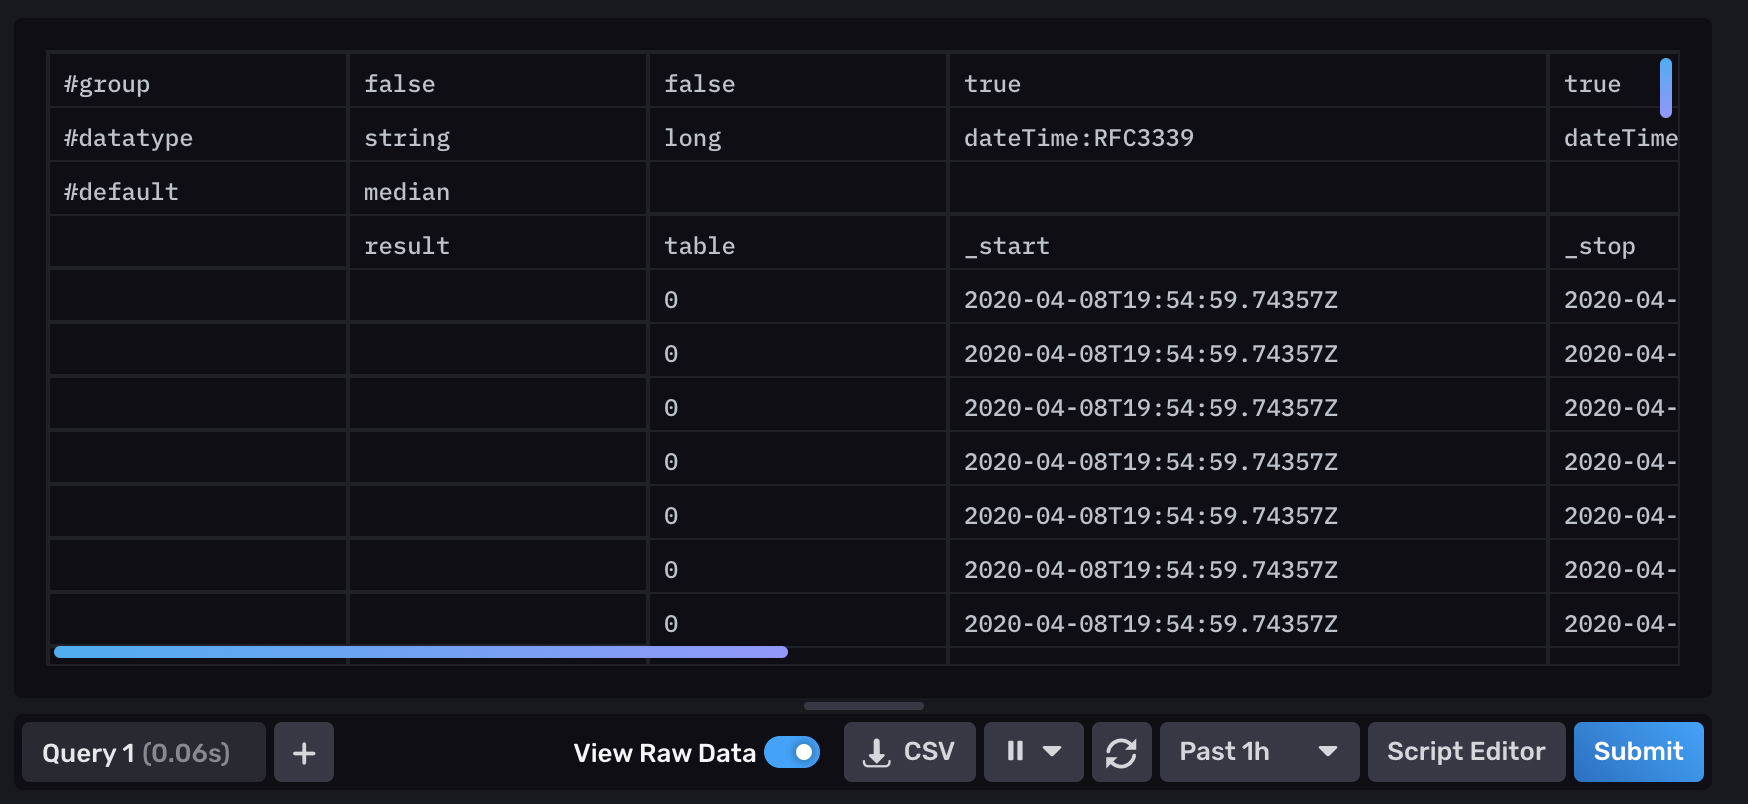 #group false false true true
#datatype string long dateTime:RFC3339 dateTime
#default median
result table _start _stop
0 2020-04-08T19:54:59.74357Z 2020-04-
0 2020-04-08T19:54:59.74357Z 2020-04-
0 2020-04-08T19:54:59.74357Z 2020-04-
0 2020-04-08T19:54:59.74357Z 2020-04-
0 2020-04-08T19:54:59.74357Z 2020-04-
0 2020-04-08T19:54:59.74357Z 2020-04-
0 2020-04-08T19:54:59.74357Z 2020-04-
Query 1 (0.06s) + View Raw Data CSV Past 1h Script Editor Submit